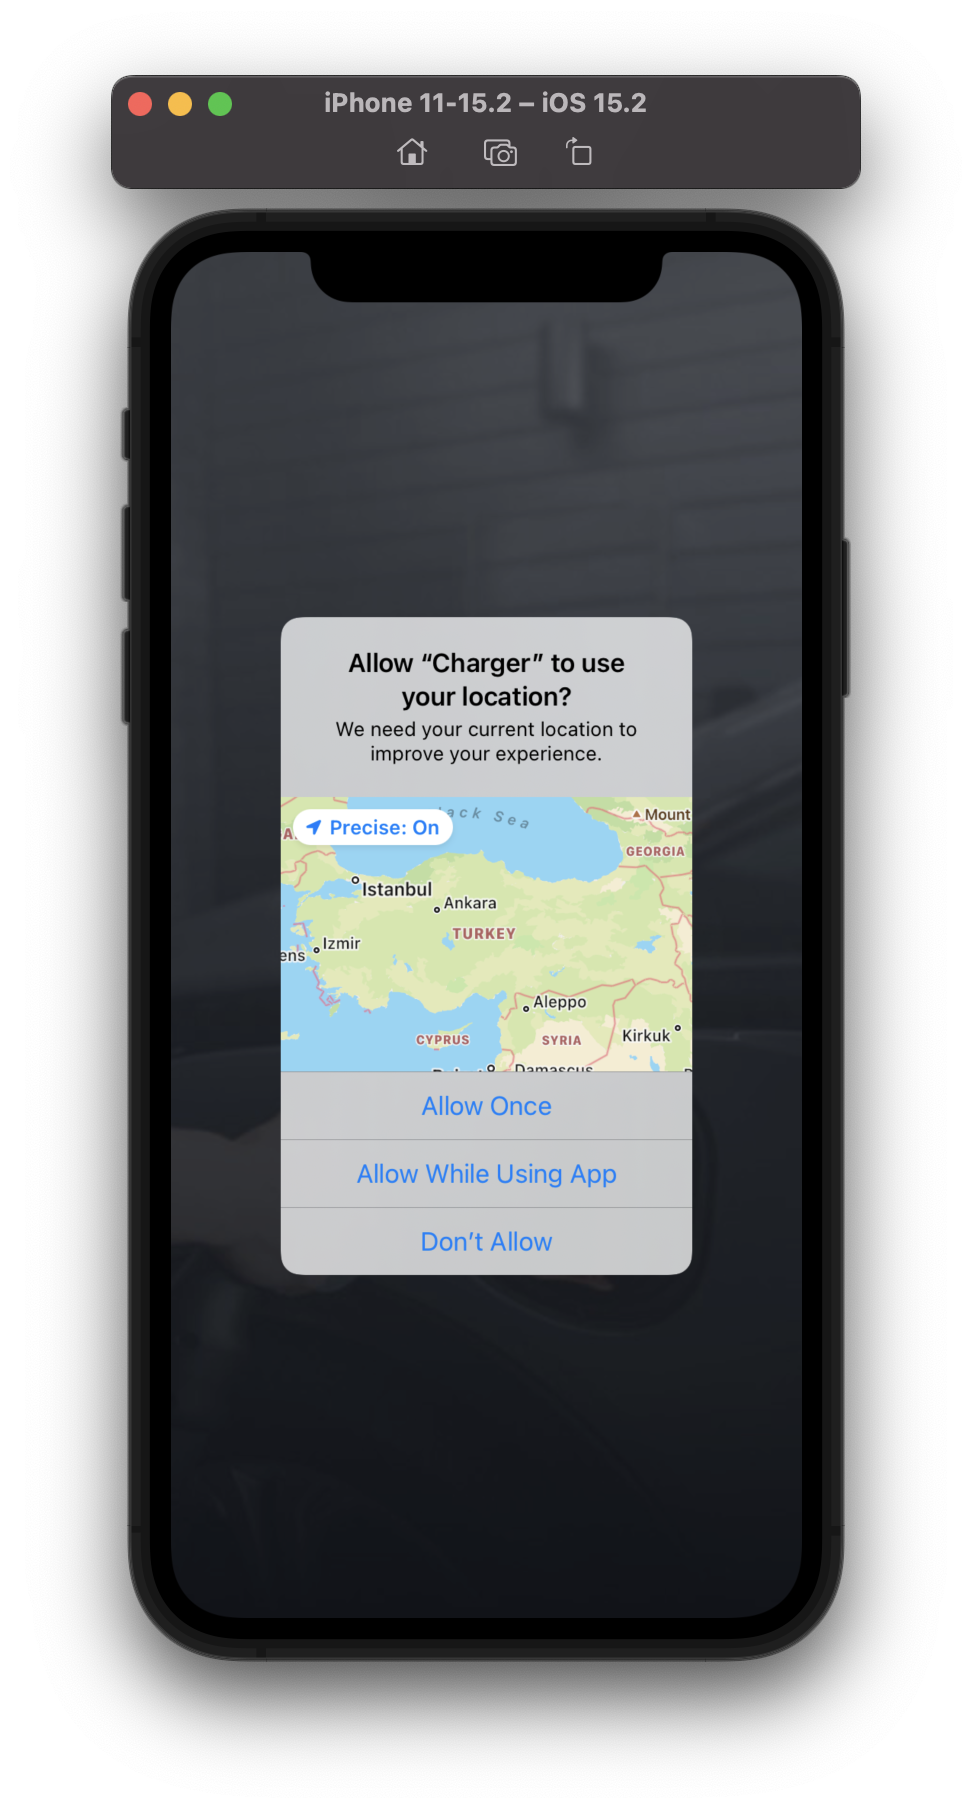 iPhone 11-15.2 – iOS 15.2
Allow “Charger” to use
your location?
We need your current location to
improve your experience.
Sea
Precise: On
Mount
GEORGIA
Istanbul
Ankara
TURKEY
Izmir
ens
Aleppo
CYPRUS
SYRIA
Kirkuk
Damascus
Allow Once
Allow While Using App
Don’t Allow